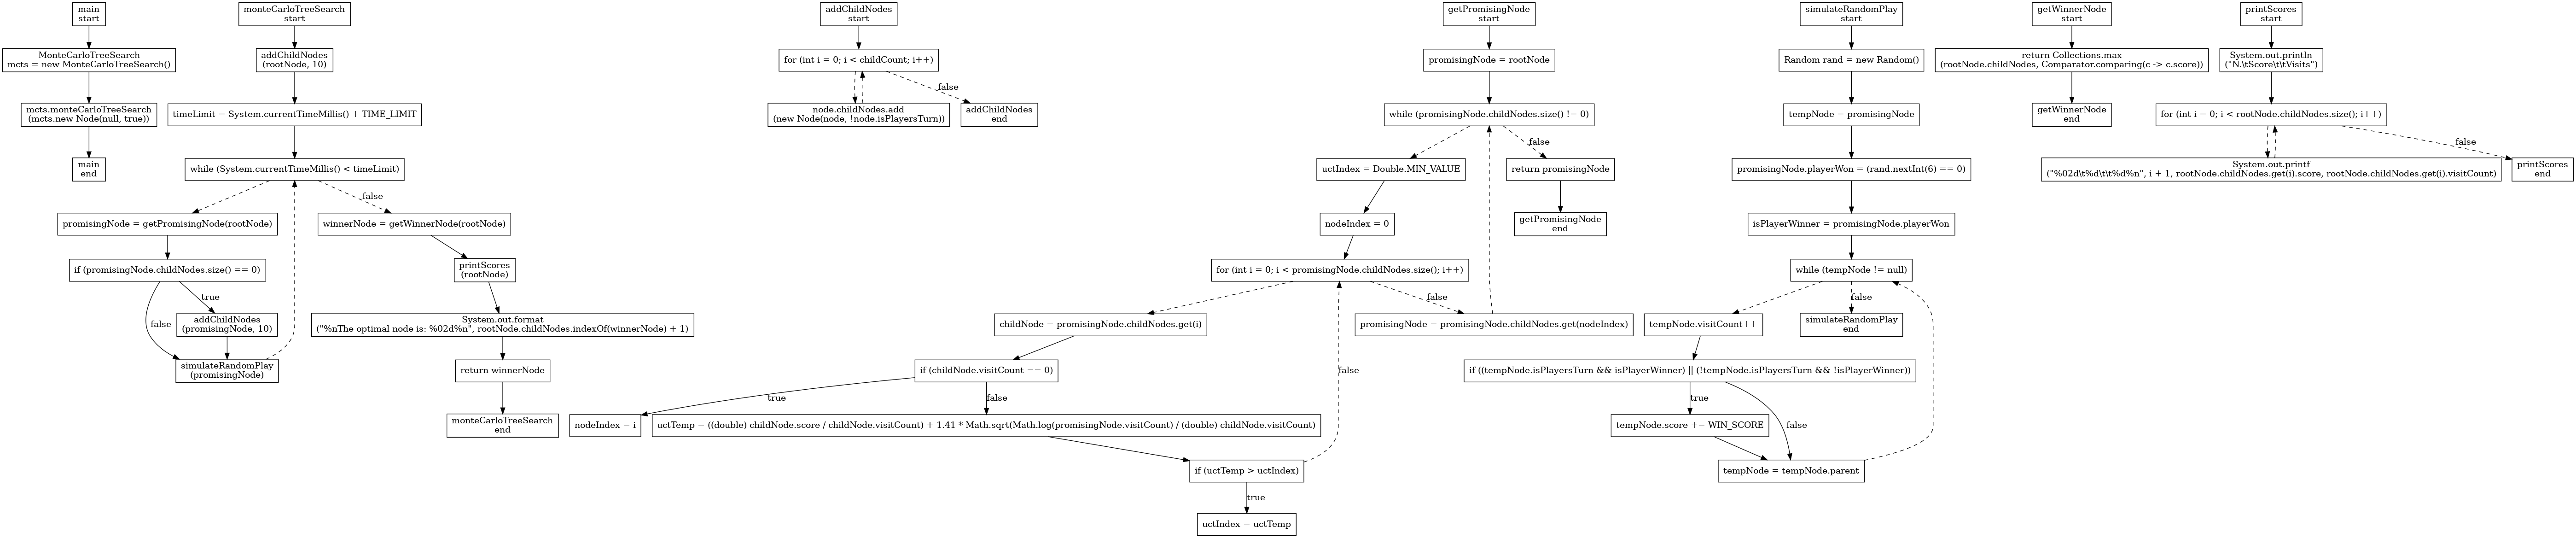 main
start
MonteCarloTreeSearch
mcts = new MonteCarloTreeSearch()
mcts.monteCarloTreeSearch
(mcts.new Node(null, true))
main
end
monteCarloTreeSearch
start
addChildNodes
(rootNode, 10)
timeLimit = System.currentTimeMillis() + TIME_LIMIT
while (System.currentTimeMillis() < timeLimit)
false
promisingNode = getPromisingNode(rootNode)
if (promisingNode.childNodes.size() == 0)
true
false
addChildNodes
(promisingNode, 10)
simulateRandomPlay
(promisingNode)
winnerNode = getWinnerNode(rootNode)
printScores
(rootNode)
System.out.format
("%nThe optimal node is: %02d%n", rootNode.childNodes.indexOf(winnerNode) + 1)
return winnerNode
monteCarloTreeSearch
end
addChildNodes
start
for (int i = 0; i < childCount; i++)
false
node.childNodes.add
(new Node(node, !node.isPlayersTurn))
addChildNodes
end
getPromisingNode
start
promisingNode = rootNode
while (promisingNode.childNodes.size() != 0)
false
uctIndex = Double.MIN_VALUE
return promisingNode
nodeIndex = 0
getPromisingNode
end
for (int i = 0; i < promisingNode.childNodes.size(); i++)
false
childNode = promisingNode.childNodes.get(i)
promisingNode = promisingNode.childNodes.get(nodeIndex)
if (childNode.visitCount == 0)
false
true
false
nodeIndex = i
uctTemp = ((double) childNode.score / childNode.visitCount) + 1.41 * Math.sqrt(Math.log(promisingNode.visitCount) / (double) childNode.visitCount)
if (uctTemp > uctIndex)
true
uctIndex = uctTemp
simulateRandomPlay
start
Random rand = new Random()
tempNode = promisingNode
promisingNode.playerWon = (rand.nextInt(6) == 0)
isPlayerWinner = promisingNode.playerWon
while (tempNode != null)
false
tempNode.visitCount++
simulateRandomPlay
end
if ((tempNode.isPlayersTurn && isPlayerWinner) || (!tempNode.isPlayersTurn && !isPlayerWinner))
true
false
tempNode.score += WIN_SCORE
tempNode = tempNode.parent
getWinnerNode
start
return Collections.max
(rootNode.childNodes, Comparator.comparing(c -> c.score))
getWinnerNode
end
printScores
start
System.out.println
("N.\tScore\t\tVisits")
for (int i = 0; i < rootNode.childNodes.size(); i++)
false
System.out.printf
("%02d\t%d\t\t%d%n", i + 1, rootNode.childNodes.get(i).score, rootNode.childNodes.get(i).visitCount)
printScores
end